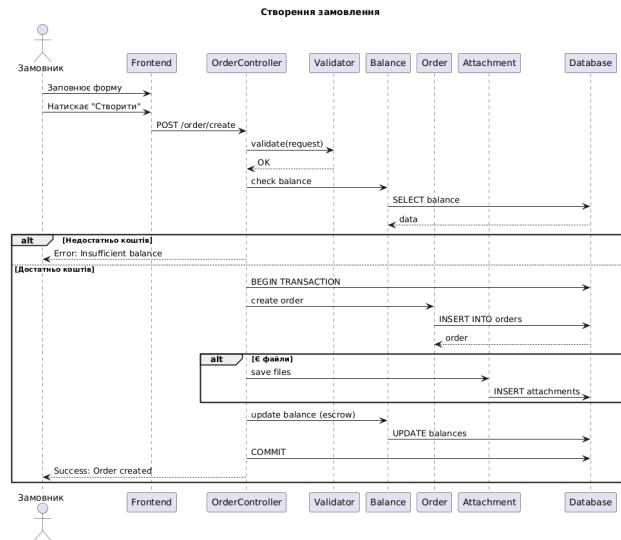 Створення замовлення
Замовник
Frontend OrderController Validator Balance Order Attachment Database
Заповнює форму
Натискає "Створити"
POST /order/create
validate(request)
OK
check balance
SELECT balance
data
alt [Недостатньо коштів]
Error: Insufficient balance
[Достатньо коштів]
BEGIN TRANSACTION
create order
INSERT INTO orders
order
alt [Є файли]
save files
INSERT attachments
update balance (escrow)
UPDATE balances
COMMIT
Success: Order created
Замовник
Frontend OrderController Validator Balance Order Attachment Database